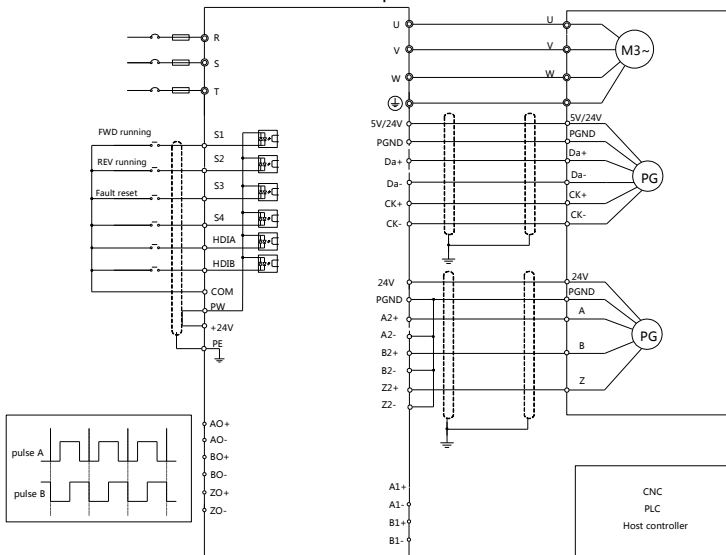 R
S
T
FWD running
S1
REV running
S2
Fault reset
S3
S4
HDIA
HDIB
COM
PW
+24V
PE
AO+
AO-
BO+
BO-
ZO+
ZO-
pulse A
pulse B
U
V
W
5V/24V
PGND
Da+
Da-
CK+
CK-
24V
PGND
A2+
A2-
B2+
B2-
Z2+
Z2-
A1+
A1-
B1+
B1-
U
V
W
M3~
5V/24V
PGND
Da+
Da-
CK+
CK-
PG
24V
PGND
A
B
Z
PG
CNC
PLC
Host controller